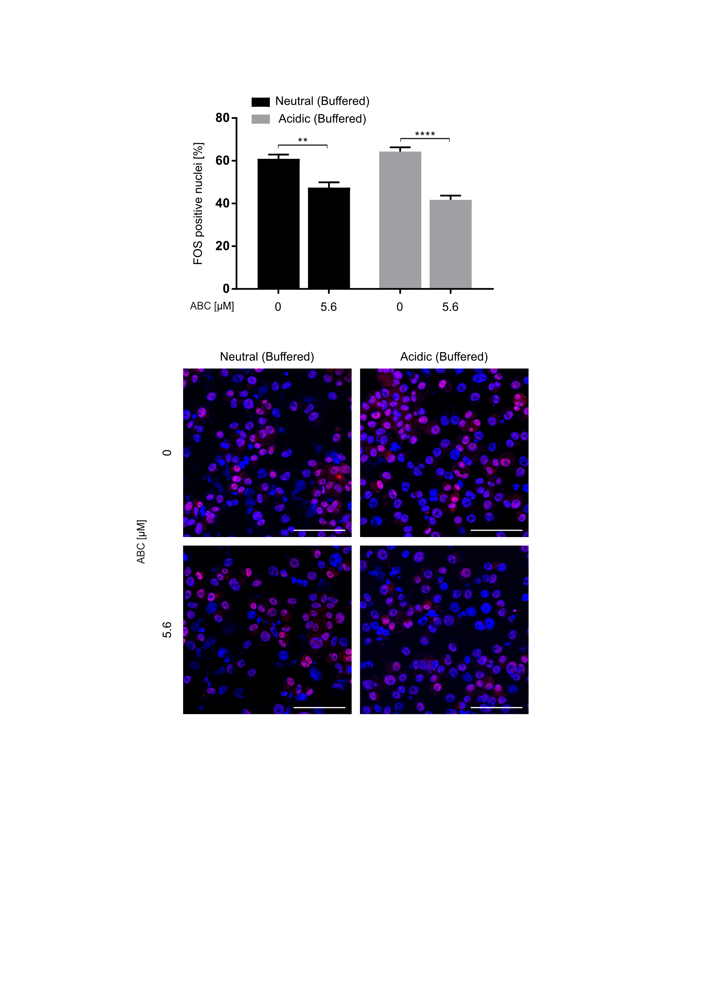 Neutral (Buffered)
Acidic (Buffered)
80
60
40
20
0
FOS positive nuclei [%]
**
****
ABC [µM] 0 5.6 0 5.6
Neutral (Buffered) Acidic (Buffered)
ABC [µM]
0
5.6